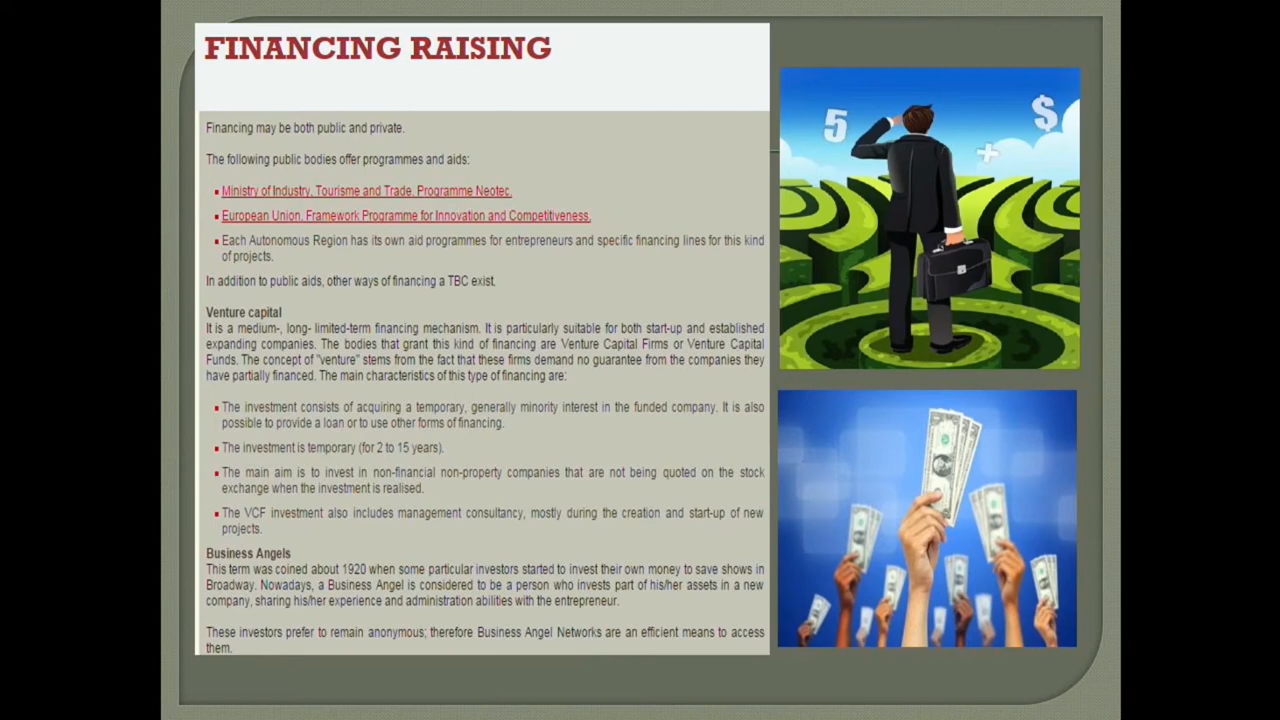 FINANCING RAISING
Financing may be both public and private.
The following public bodies offer programmes and aids:
Ministry of Industry, Tourisme and Trade. Programme Neotec.
European Union. Framework Programme for Innovation and Competitiveness.
Each Autonomous Region has its own aid programmes for entrepreneurs and specific financing lines for this kind
of projects.
In addition to public aids, other ways of financing a TBC exist.
Venture capital
It is a medium-, long- limited-term financing mechanism. It is particularly suitable for both start-up and established
expanding companies. The bodies that grant this kind of financing are Venture Capital Firms or Venture Capital
Funds. The concept of "venture" stems from the fact that these firms demand no guarantee from the companies they
have partially financed. The main characteristics of this type of financing are:
The investment consists of acquiring a temporary, generally minority interest in the funded company. It is also
possible to provide a loan or to use other forms of financing.
The investment is temporary (for 2 to 15 years).
The main aim is to invest in non-financial non-property companies that are not being quoted on the stock
exchange when the investment is realised.
The VCF investment also includes management consultancy, mostly during the creation and start-up of new
projects.
Business Angels
This term was coined about 1920 when some particular investors started to invest their own money to save shows in
Broadway. Nowadays, a Business Angel is considered to be a person who invests part of his/her assets in a new
company, sharing his/her experience and administration abilities with the entrepreneur.
These investors prefer to remain anonymous; therefore Business Angel Networks are an efficient means to access
them.
5 $
+